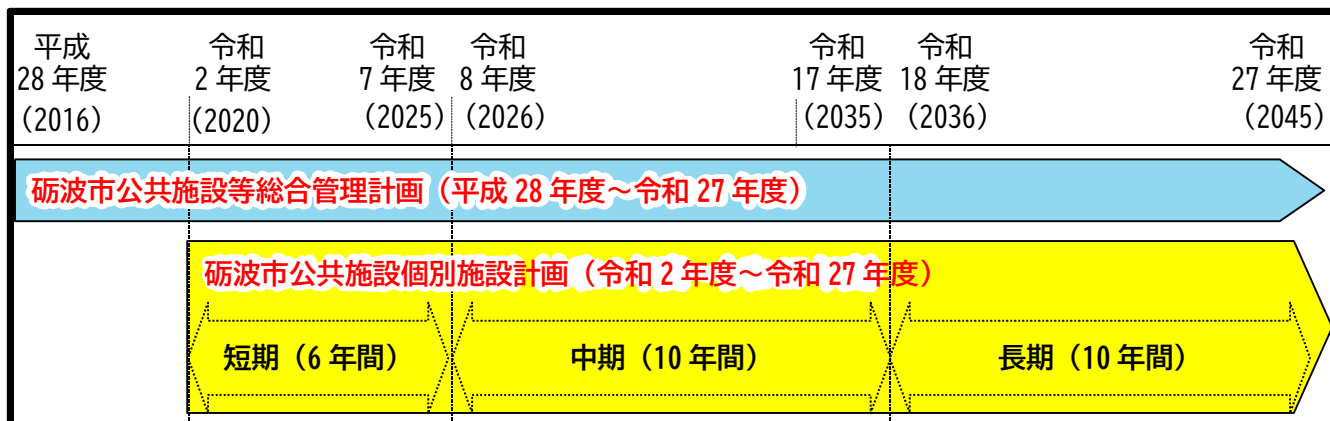 平成 令和 令和 令和 令和 令和 令和
28 年度 2 年度 7 年度 8 年度 17 年度 18 年度 27 年度
（2016） （2020） （2025） （2026） （2035） （2036） （2045）
砺波市公共施設等総合管理計画（平成 28 年度～令和 27 年度）
砺波市公共施設個別施設計画（令和 2 年度～令和 27 年度）
短期（6 年間） 中期（10 年間） 長期（10 年間）